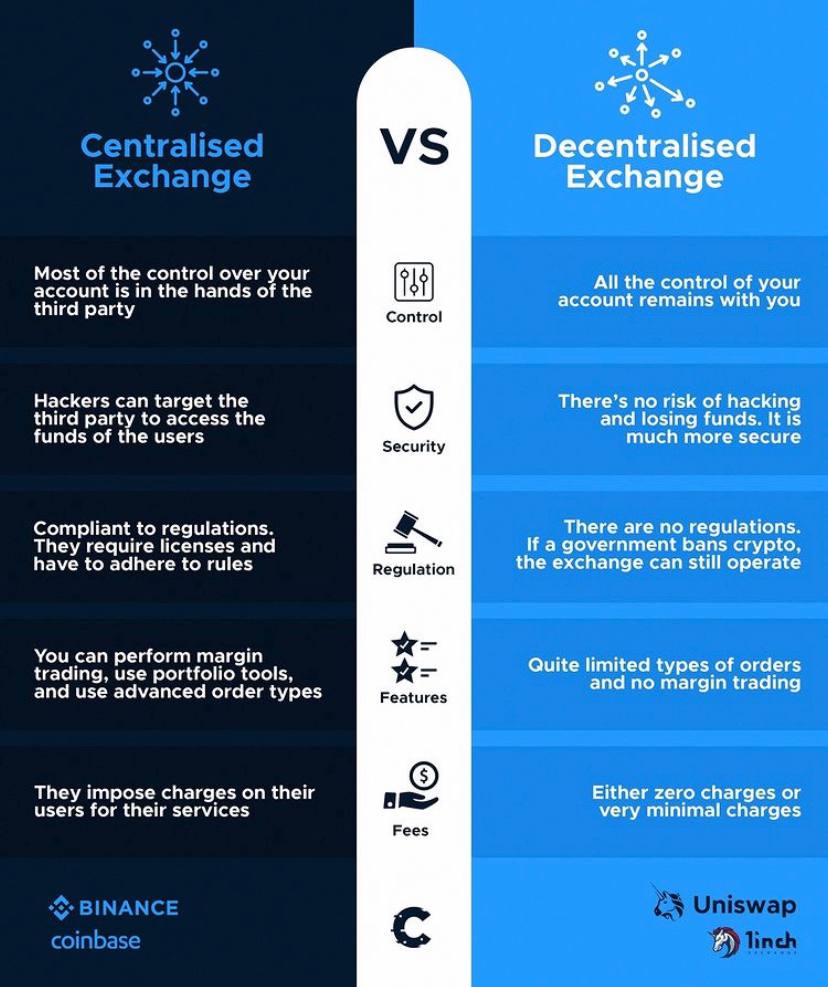 Centralised
Exchange
VS
Decentralised
Exchange
Most of the control over your
account is in the hands of the
third party
Control
All the control of your
account remains with you
Hackers can target the
third party to access the
funds of the users
Security
There's no risk of hacking
and losing funds. It is
much more secure
Compliant to regulations.
They require licenses and
have to adhere to rules
Regulation
There are no regulations.
If a government bans crypto,
the exchange can still operate
You can perform margin
trading, use portfolio tools,
and use advanced order types
Features
Quite limited types of orders
and no margin trading
They impose charges on their
users for their services
$
Fees
Either zero charges or
very minimal charges
BINANCE
coinbase
C
Uniswap
1inch
EXCHANGE